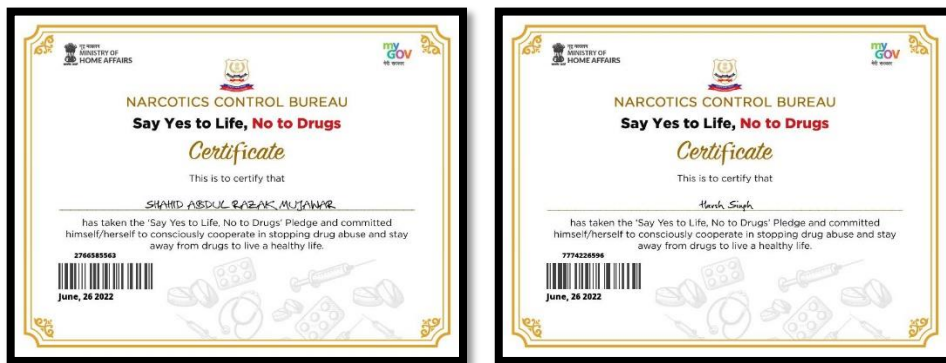 गृह मंत्रालय
MINISTRY OF
HOME AFFAIRS
my
GOV
मेरी सरकार
NARCOTICS CONTROL BUREAU
Say Yes to Life, No to Drugs
Certificate
This is to certify that
SHAHID ABDUL RAZAK MUJAWAR
has taken the 'Say Yes to Life, No to Drugs' Pledge and committed
himself/herself to consciously cooperate in stopping drug abuse and stay
away from drugs to live a healthy life.
2766585563
June, 26 2022
गृह मंत्रालय
MINISTRY OF
HOME AFFAIRS
my
GOV
मेरी सरकार
NARCOTICS CONTROL BUREAU
Say Yes to Life, No to Drugs
Certificate
This is to certify that
Harsh Singh
has taken the 'Say Yes to Life, No to Drugs' Pledge and committed
himself/herself to consciously cooperate in stopping drug abuse and stay
away from drugs to live a healthy life.
7774226596
June, 26 2022